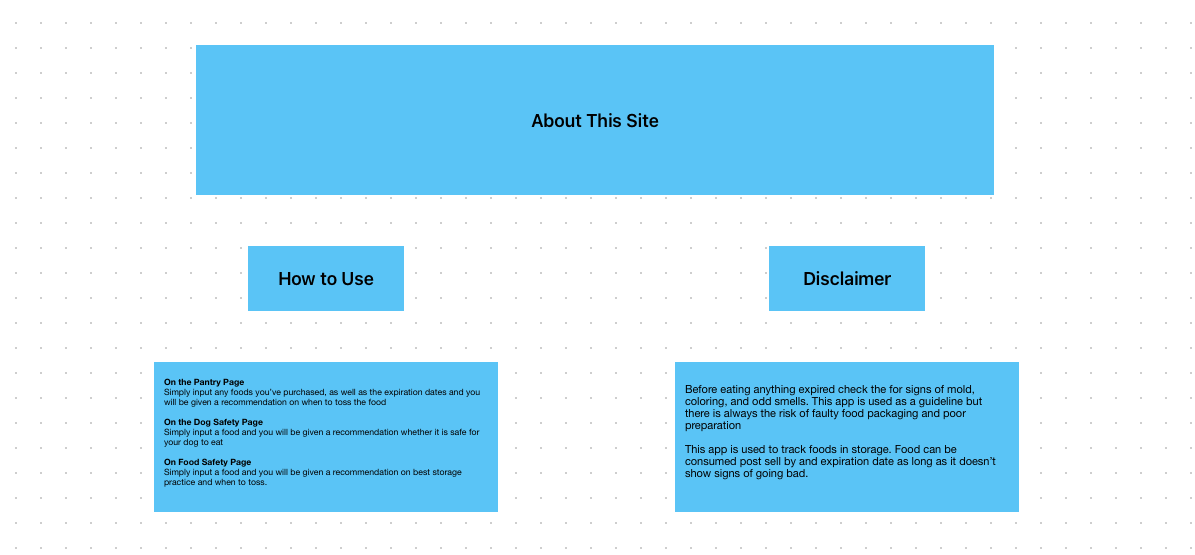 About This Site
How to Use
Disclaimer
On the Pantry Page
Simply input any foods you've purchased, as well as the expiration dates and you
will be given a recommendation on when to toss the food
On the Dog Safety Page
Simply input a food and you will be given a recommendation whether it is safe for
your dog to eat
On Food Safety Page
Simply input a food and you will be given a recommendation on best storage
practice and when to toss.
Before eating anything expired check the for signs of mold,
coloring, and odd smells. This app is used as a guideline but
there is always the risk of faulty food packaging and poor
preparation
This app is used to track foods in storage. Food can be
consumed post sell by and expiration date as long as it doesn't
show signs of going bad.